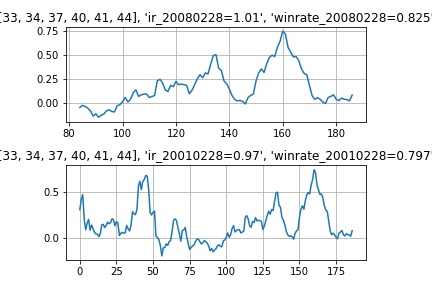 [33, 34, 37, 40, 41, 44], 'ir_20080228=1.01', 'winrate_20080228=0.825'
0.75
0.50
0.25
0.00
80 100 120 140 160 180
[33, 34, 37, 40, 41, 44], 'ir_20010228=0.97', 'winrate_20010228=0.797'
0.5
0.0
0 25 50 75 100 125 150 175